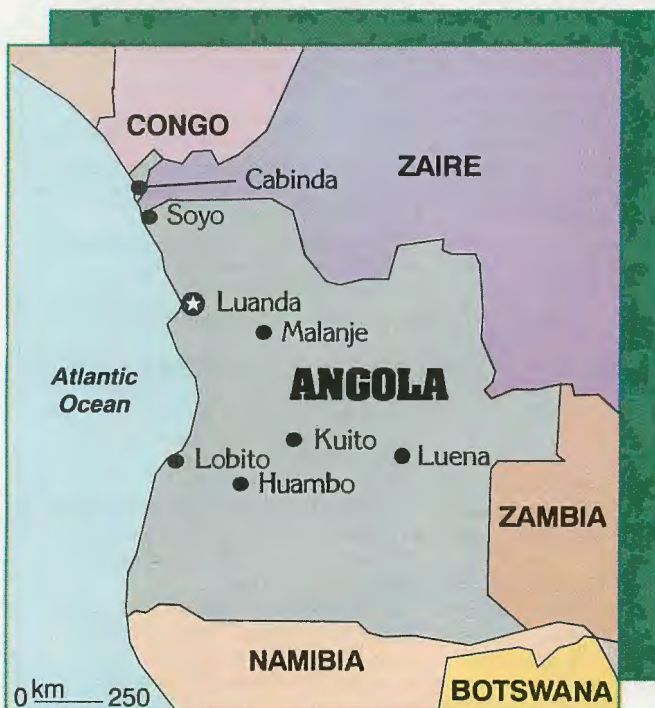 CONGO
ZAIRE
Cabinda
Soyo
Luanda
Malanje
ANGOLA
Atlantic
Ocean
Kuito
Lobito
Luena
Huambo
ZAMBIA
NAMIBIA
0 km 250
BOTSWANA